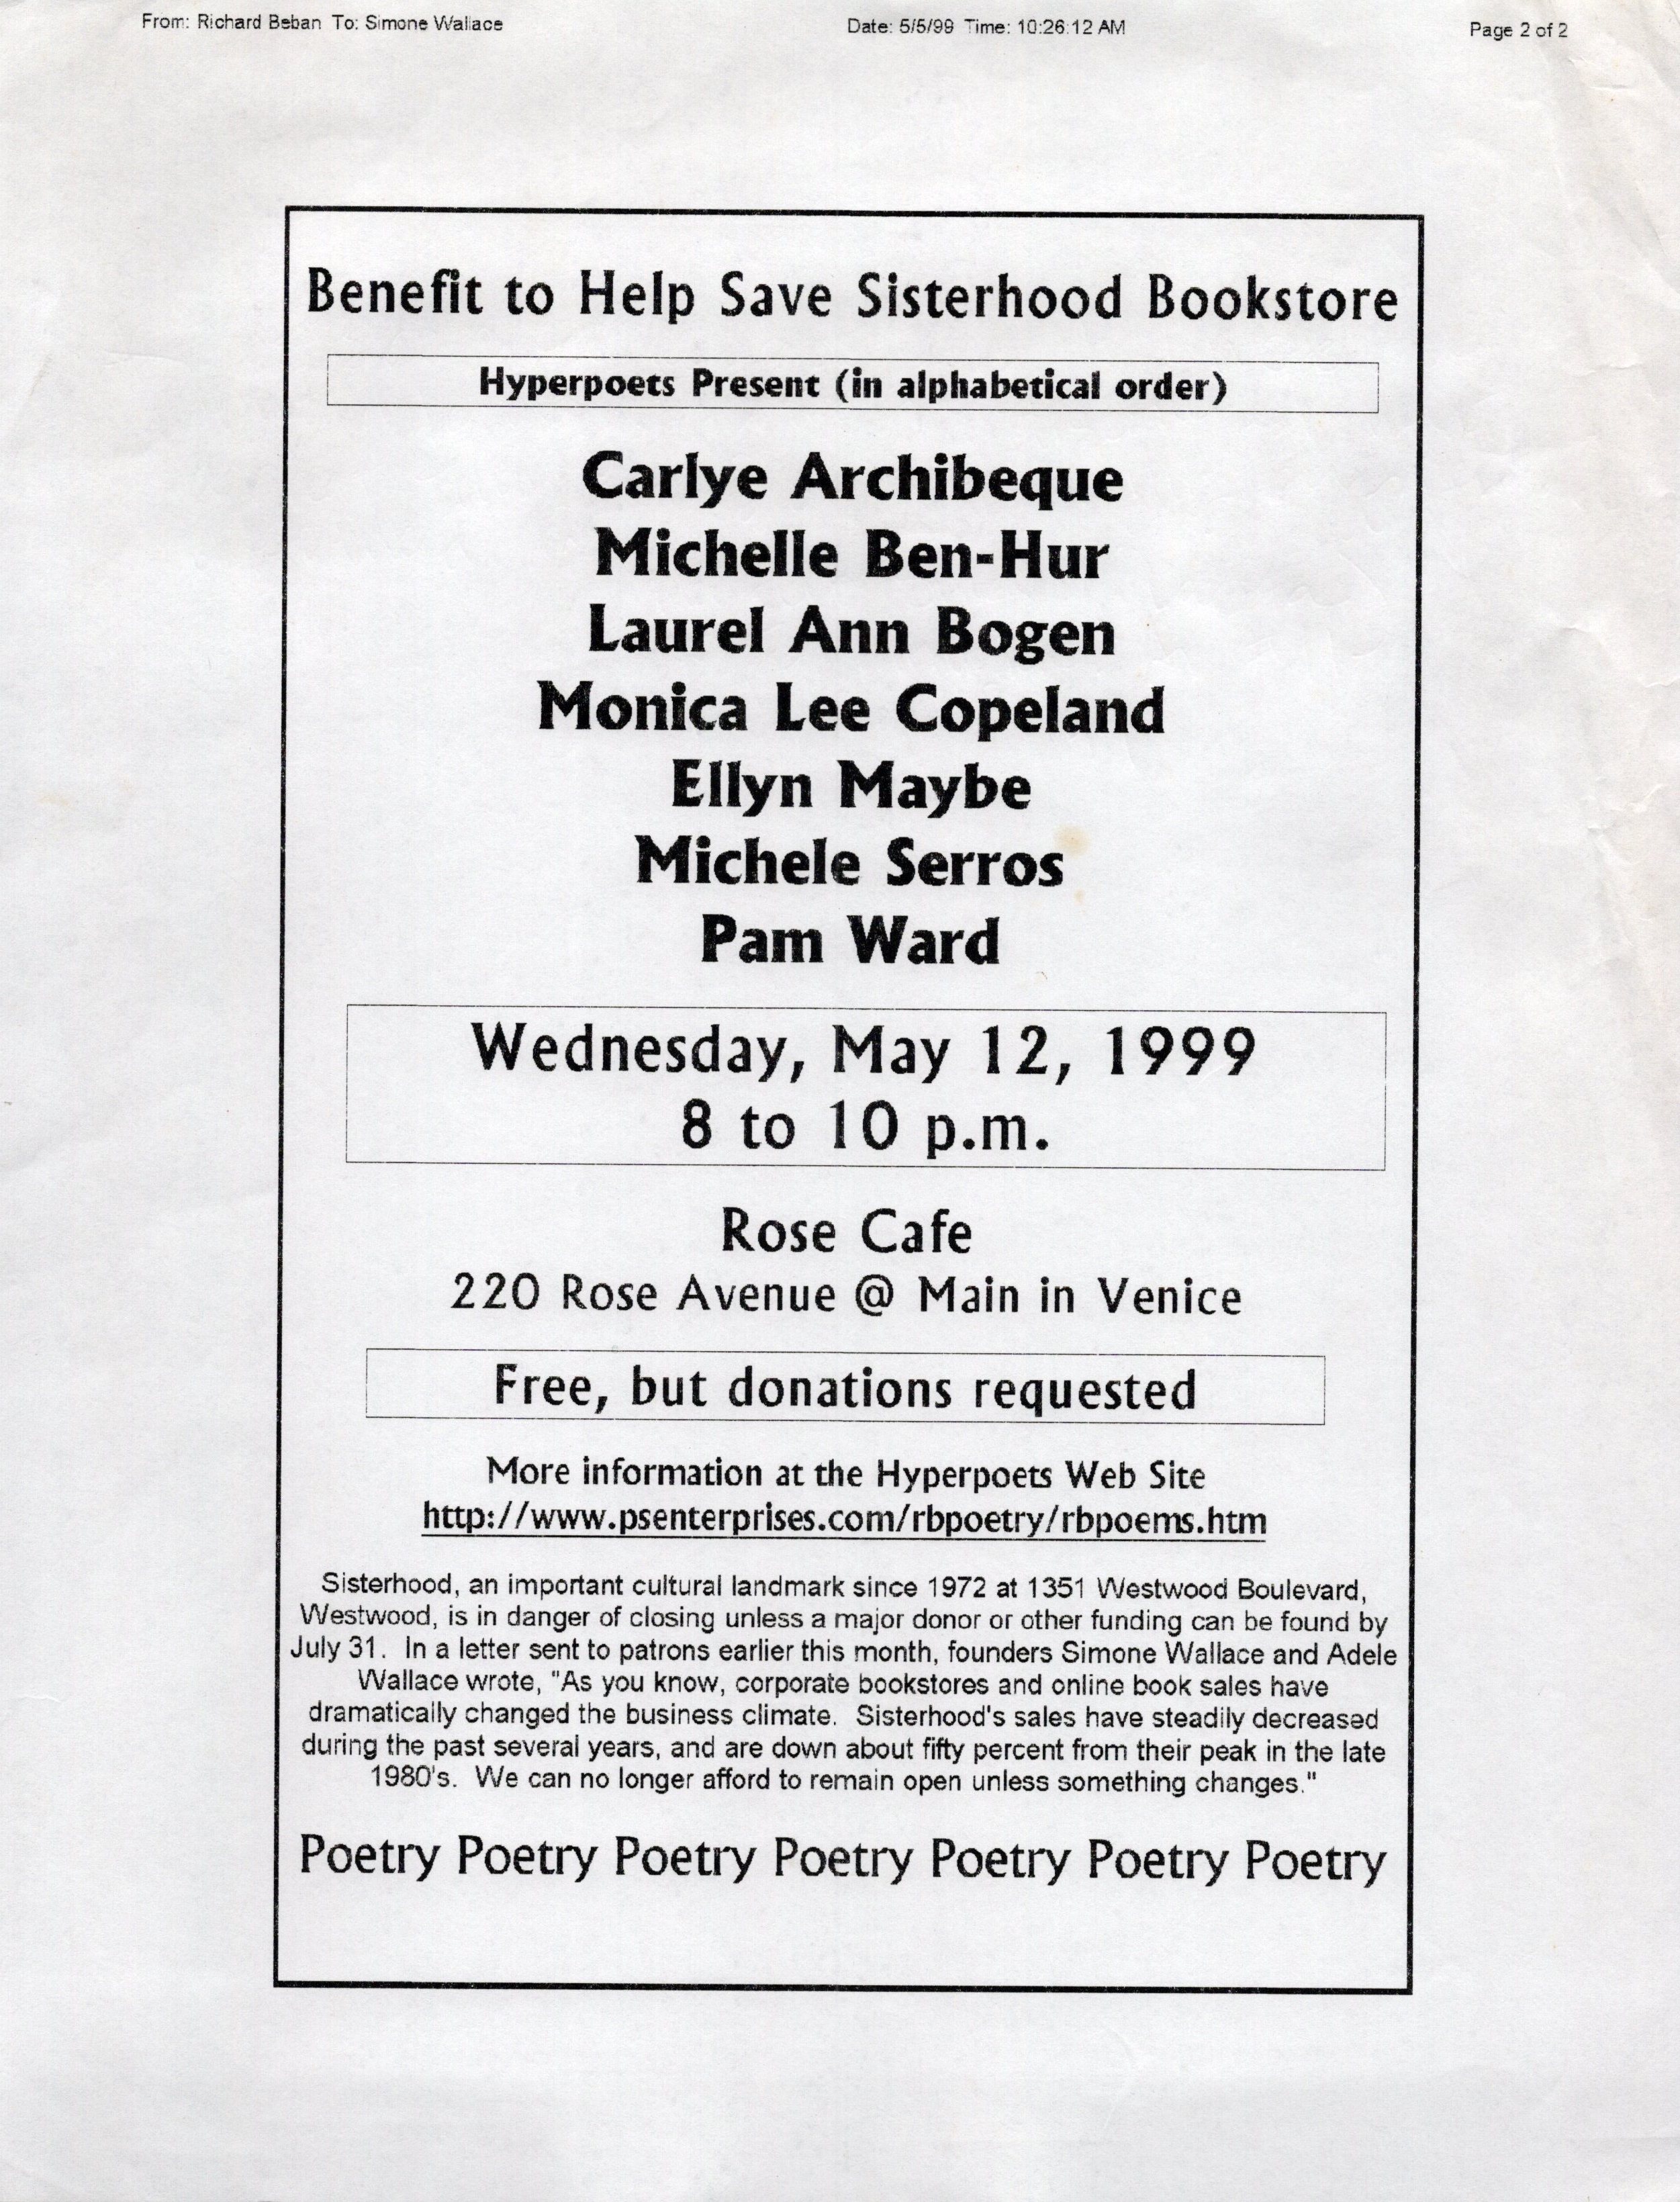 From: Richard Beban To: Simone Wallace Date: 5/5/99 Time: 10:26:12 AM Page 2 of 2
Benefit to Help Save Sisterhood Bookstore
Hyperpoets Present (in alphabetical order)
Carlye Archibeque
Michelle Ben-Hur
Laurel Ann Bogen
Monica Lee Copeland
Ellyn Maybe
Michele Serros
Pam Ward
Wednesday, May 12, 1999
8 to 10 p.m.
Rose Cafe
220 Rose Avenue @ Main in Venice
Free, but donations requested
More information at the Hyperpoets Web Site
http://www.psenterprises.com/rbpoetry/rbpoems.htm
Sisterhood, an important cultural landmark since 1972 at 1351 Westwood Boulevard,
Westwood, is in danger of closing unless a major donor or other funding can be found by
July 31. In a letter sent to patrons earlier this month, founders Simone Wallace and Adele
Wallace wrote, "As you know, corporate bookstores and online book sales have
dramatically changed the business climate. Sisterhood's sales have steadily decreased
during the past several years, and are down about fifty percent from their peak in the late
1980's. We can no longer afford to remain open unless something changes."
Poetry Poetry Poetry Poetry Poetry Poetry Poetry